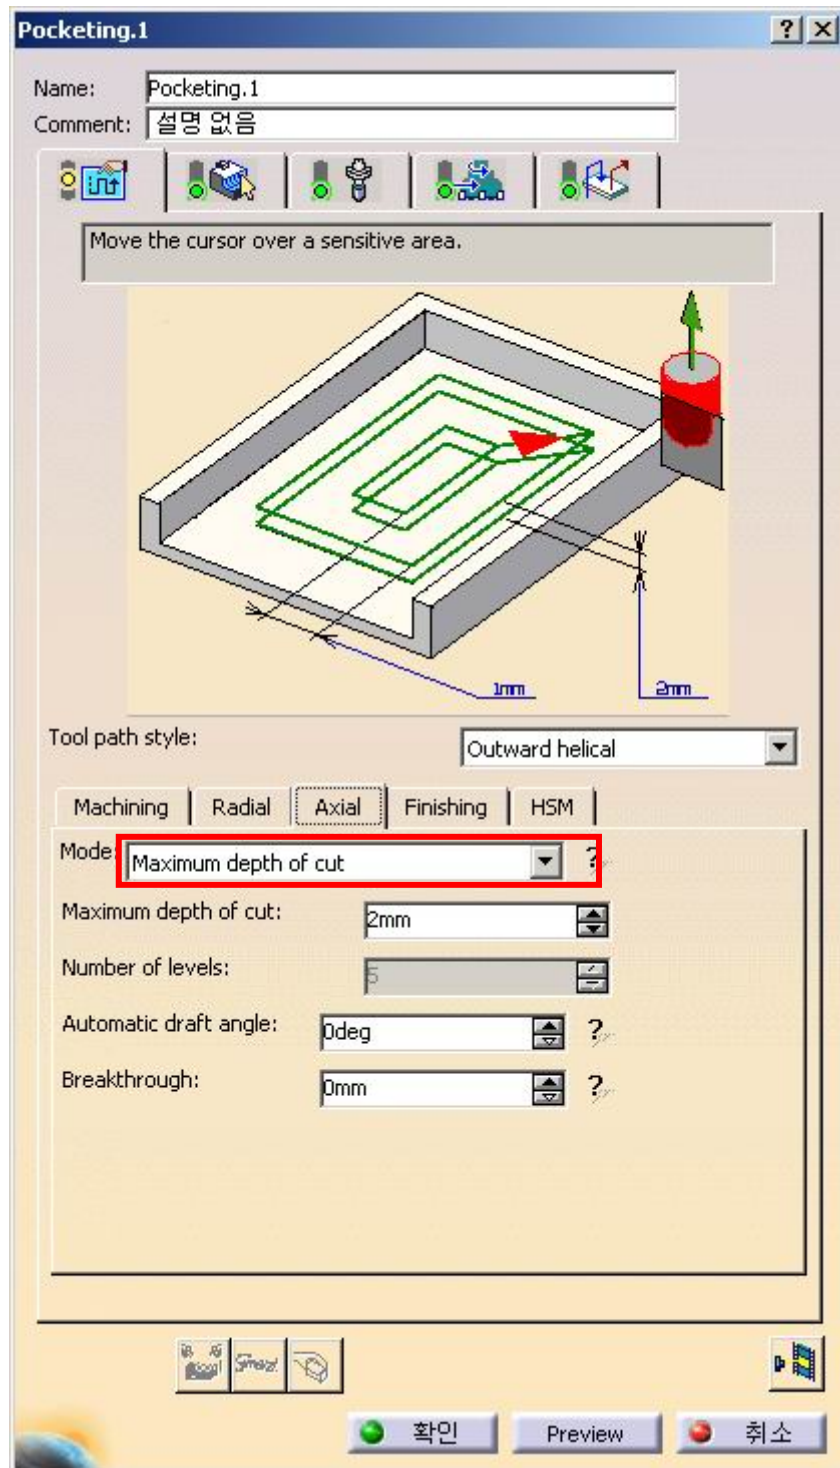 Pocketing.1
Name: Pocketing.1
Comment: 설명 없음
Move the cursor over a sensitive area.
1mm
2mm
Tool path style: Outward helical
Machining Radial Axial Finishing HSM
Mode: Maximum depth of cut ?
Maximum depth of cut: 2mm
Number of levels: 5
Automatic draft angle: 0deg ?
Breakthrough: 0mm ?
확인 Preview 취소